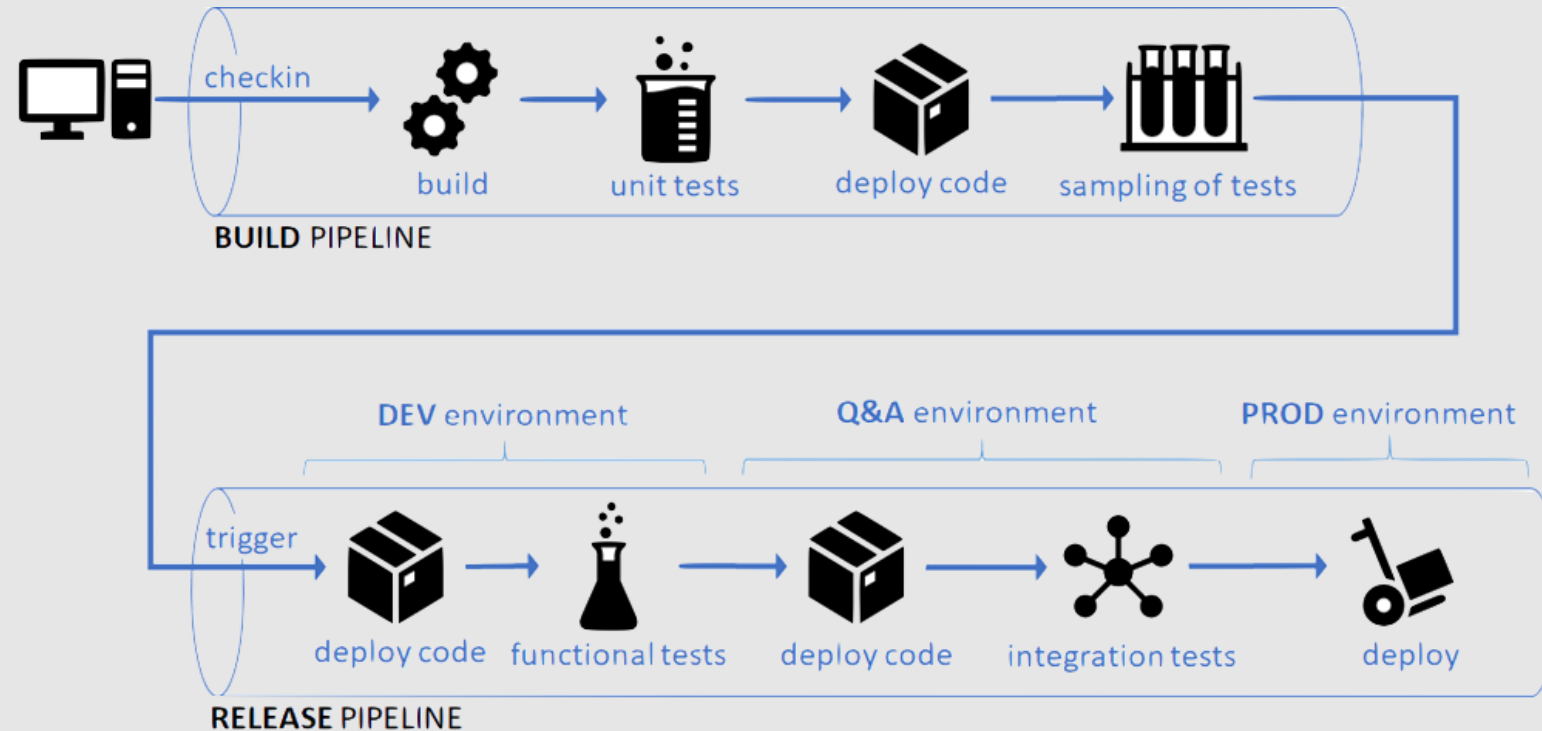 checkin
build
unit tests
deploy code
sampling of tests
BUILD PIPELINE
DEV environment
Q&A environment
PROD environment
trigger
deploy code
functional tests
deploy code
integration tests
deploy
RELEASE PIPELINE